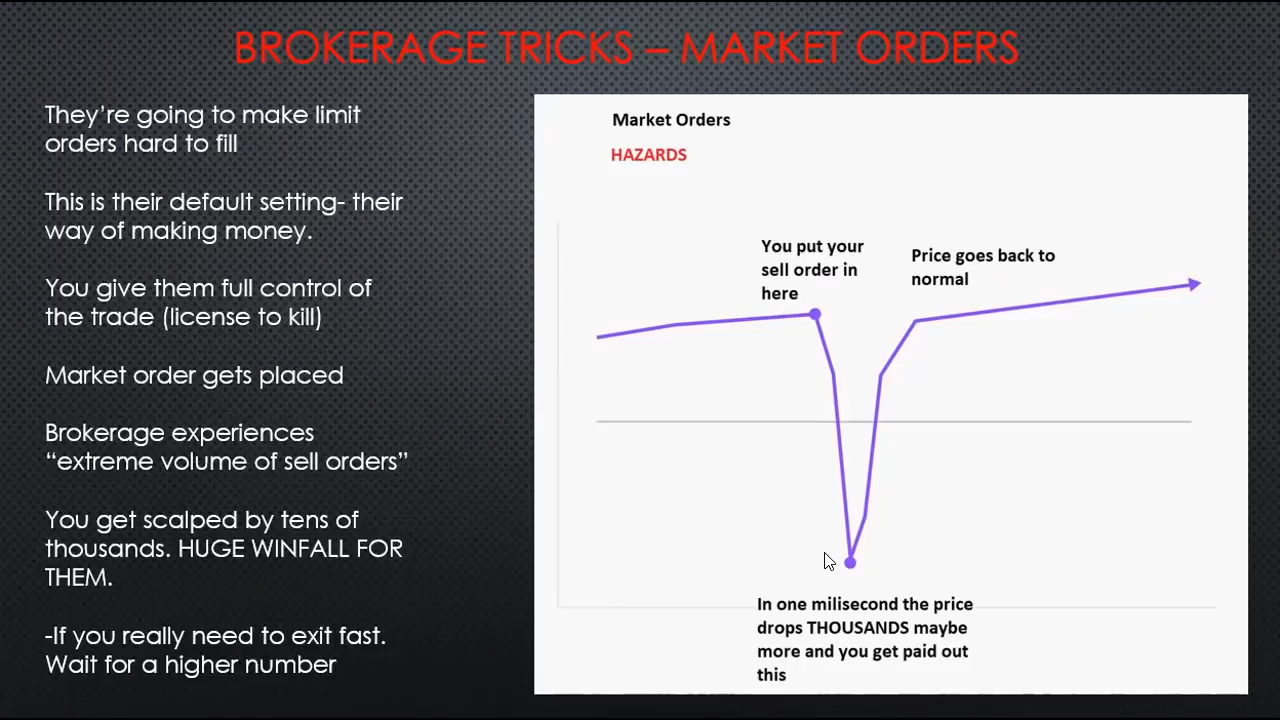 BROKERAGE TRICKS – MARKET ORDERS
They're going to make limit
orders hard to fill
This is their default setting- their
way of making money.
You give them full control of
the trade (license to kill)
Market order gets placed
Brokerage experiences
“extreme volume of sell orders”
You get scalped by tens of
thousands. HUGE WINFALL FOR
THEM.
-If you really need to exit fast.
Wait for a higher number
Market Orders
HAZARDS
You put your
sell order in
here
Price goes back to
normal
In one milisecond the price
drops THOUSANDS maybe
more and you get paid out
this